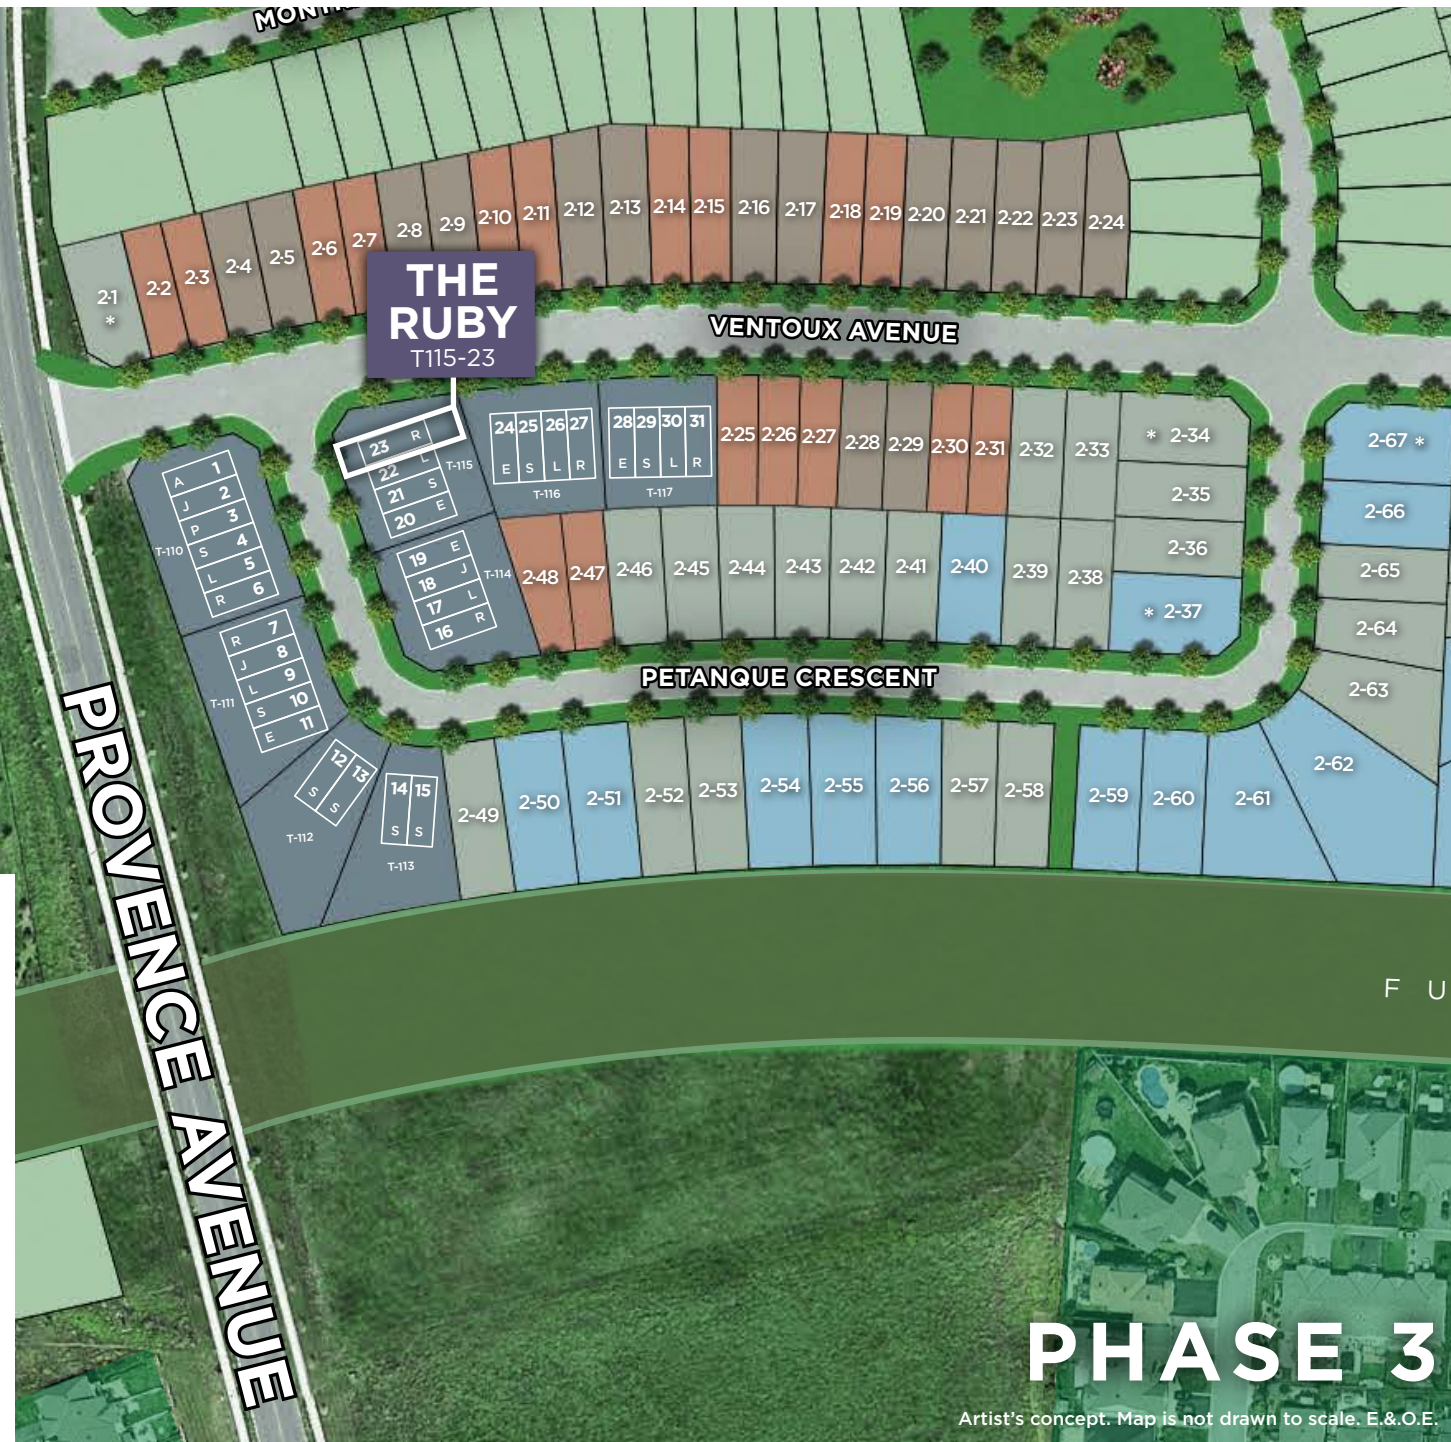 MONT
2-1
*
2-2
2-3
2-4
2-5
2-6
2-7
2-8
2-9
2-10
2-11
2-12
2-13
2-14
2-15
2-16
2-17
2-18
2-19
2-20
2-21
2-22
2-23
2-24
THE
RUBY
T115-23
VENTOUX AVENUE
23 R
22 L
21 S
20 E
T-115
24 25 26 27
E S L R
T-116
28 29 30 31
E S L R
T-117
2-25
2-26
2-27
2-28
2-29
2-30
2-31
2-32
2-33
* 2-34
2-35
2-36
* 2-37
2-67 *
2-66
2-65
2-64
2-63
A 1
J 2
P 3
S 4
L 5
R 6
T-110
19 E
18 J
17 L
16 R
T-114
2-48
2-47
2-46
2-45
2-44
2-43
2-42
2-41
2-40
2-39
2-38
R 7
J 8
L 9
S 10
E 11
T-111
PETANQUE CRESCENT
12 13
S S
T-112
14 15
S S
T-113
2-49
2-50
2-51
2-52
2-53
2-54
2-55
2-56
2-57
2-58
2-59
2-60
2-61
2-62
PROVENCE AVENUE
F U
PHASE 3
Artist's concept. Map is not drawn to scale. E.&.O.E.